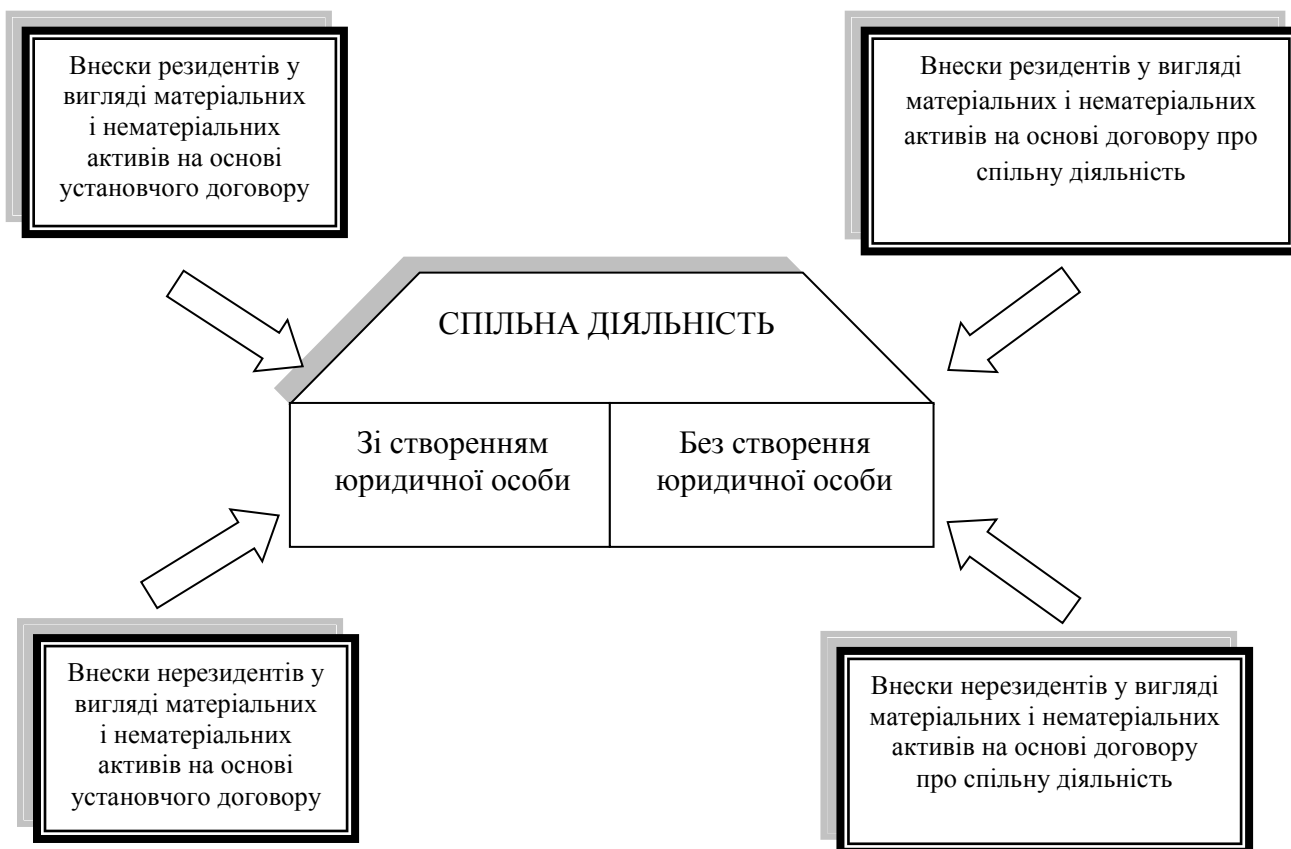 Внески резидентів у
вигляді матеріальних
і нематеріальних
активів на основі
установчого договору
Внески резидентів у вигляді
матеріальних і нематеріальних
активів на основі договору про
спільну діяльність
СПІЛЬНА ДІЯЛЬНІСТЬ
Зі створенням
юридичної особи
Без створення
юридичної особи
Внески нерезидентів у
вигляді матеріальних
і нематеріальних
активів на основі
установчого договору
Внески нерезидентів у вигляді
матеріальних і нематеріальних
активів на основі договору
про спільну діяльність